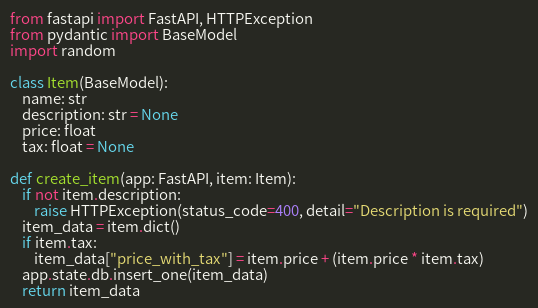 from fastapi import FastAPI, HTTPException
from pydantic import BaseModel
import random

class Item(BaseModel):
    name: str
    description: str = None
    price: float
    tax: float = None

def create_item(app: FastAPI, item: Item):
    if not item.description:
        raise HTTPException(status_code=400, detail="Description is required")
    item_data = item.dict()
    if item.tax:
        item_data["price_with_tax"] = item.price + (item.price * item.tax)
    app.state.db.insert_one(item_data)
    return item_data